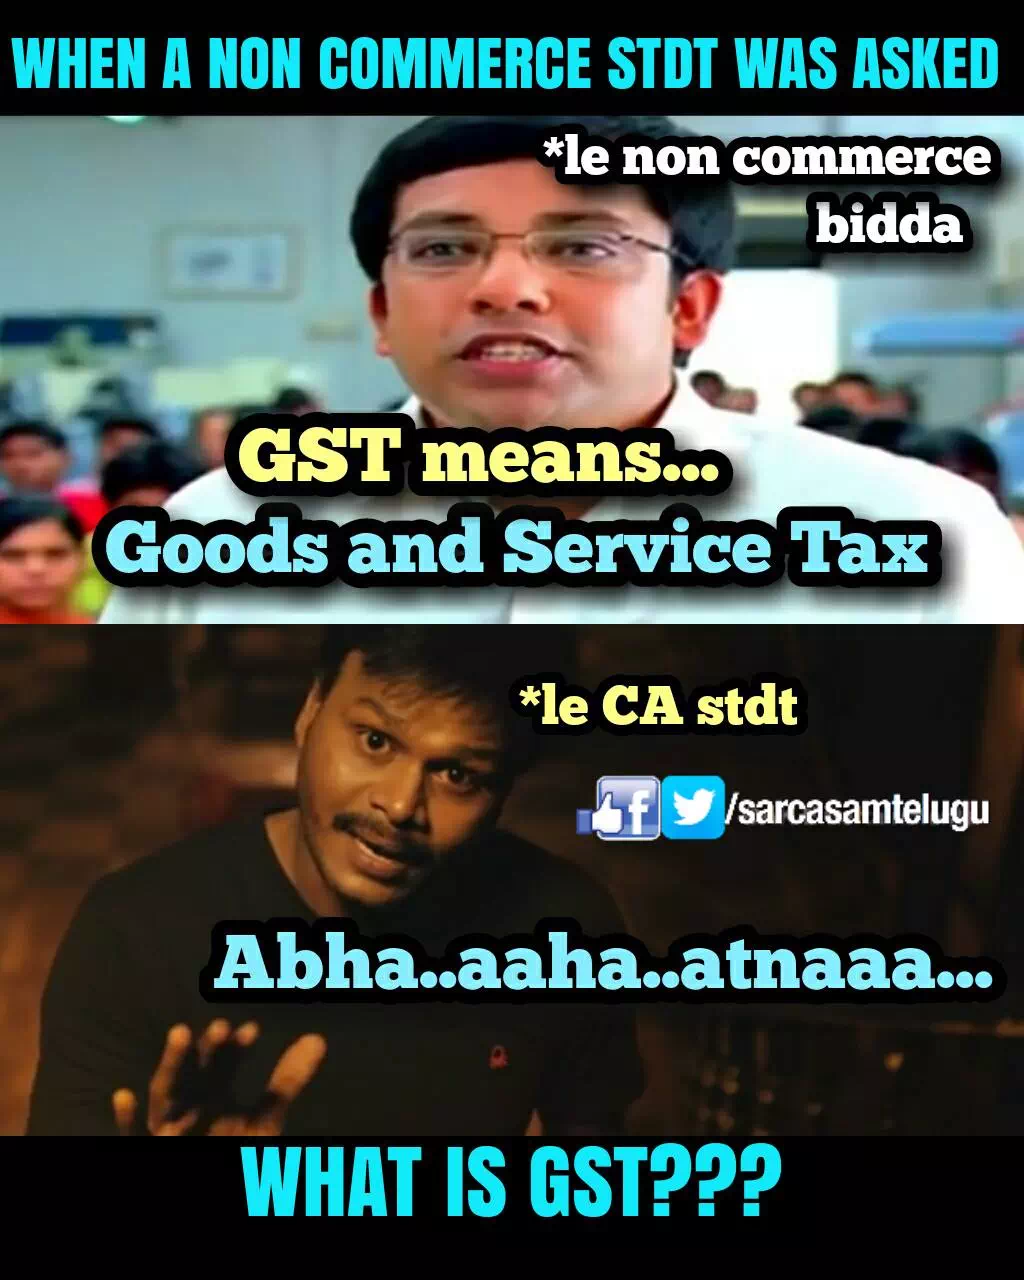 WHEN A NON COMMERCE STDT WAS ASKED
*le non commerce
bidda
GST means...
Goods and Service Tax
*le CA stdt
f /sarcasamtelugu
Abha..aaha..atnaaa...
WHAT IS GST???